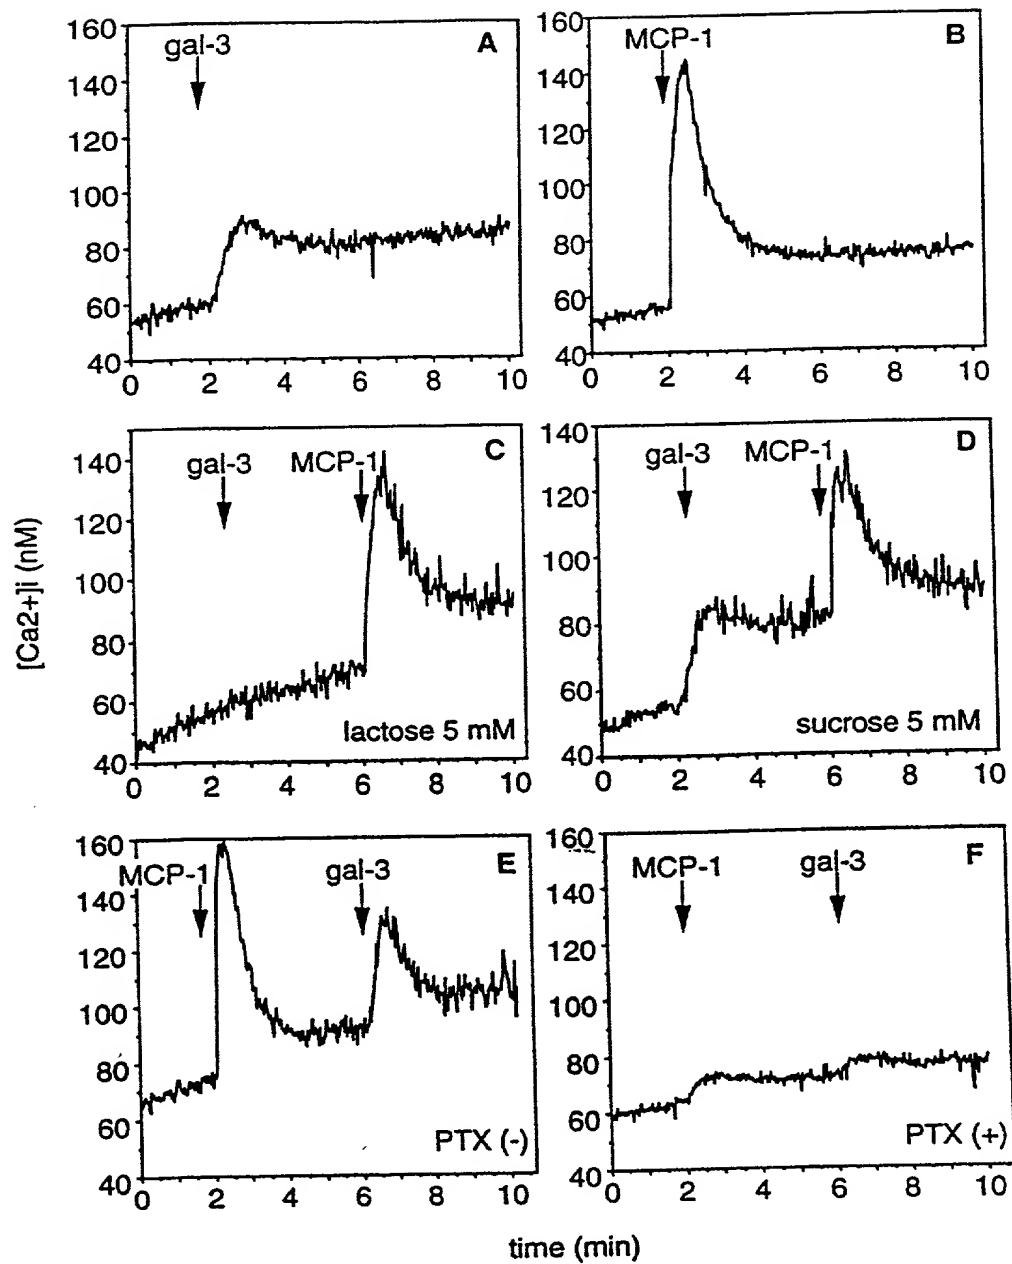 160
gal-3
A
140
120
100
80
60
40
0 2 4 6 8 10
160
MCP-1
B
140
120
100
80
60
40
0 2 4 6 8 10
140
gal-3 MCP-1
C
120
100
80
60
lactose 5 mM
40
0 2 4 6 8 10
140
gal-3 MCP-1
D
120
100
80
60
sucrose 5 mM
40
0 2 4 6 8 10
160
MCP-1 gal-3
E
140
120
100
80
60
PTX (-)
40
0 2 4 6 8 10
160
MCP-1 gal-3
F
140
120
100
80
60
PTX (+)
40
0 2 4 6 8 10
[Ca2+]i (nM)
time (min)